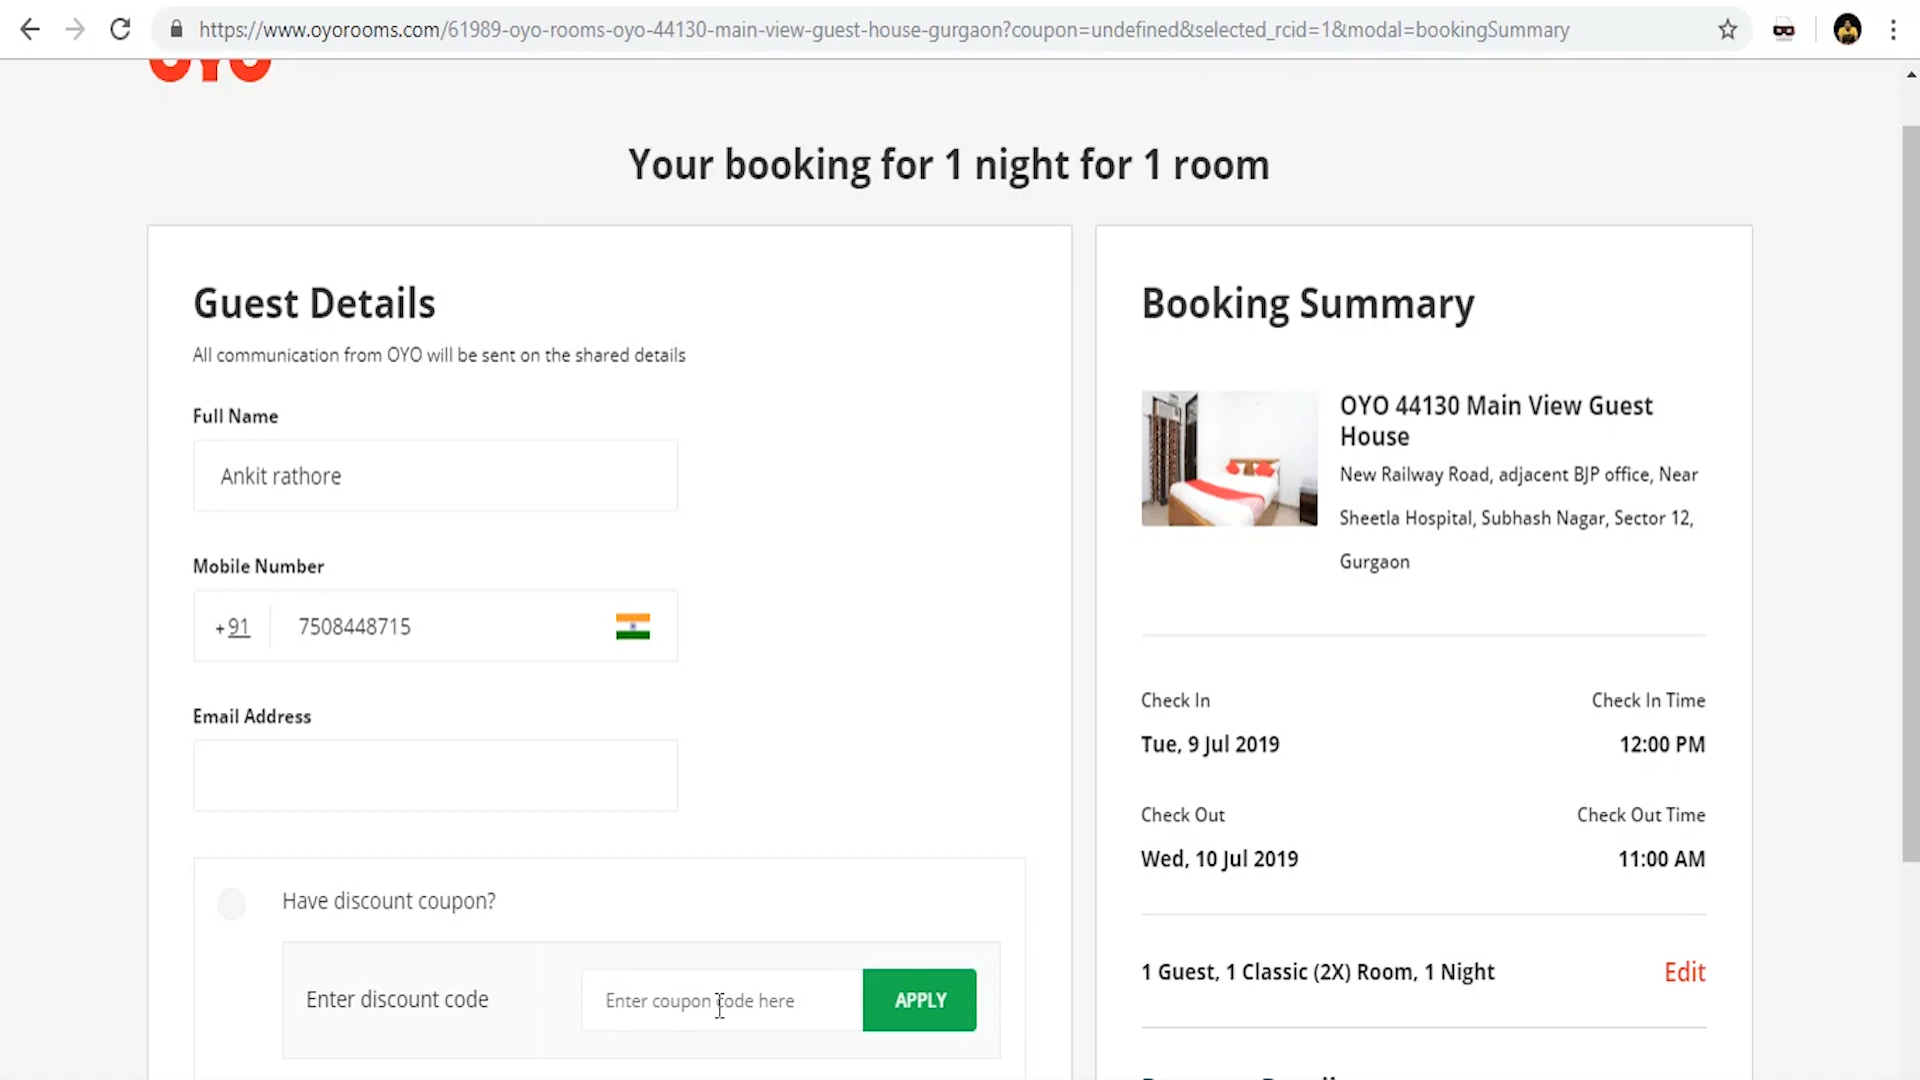 https://www.oyorooms.com/61989-oyo-rooms-oyo-44130-main-view-guest-house-gurgaon?coupon=undefined&selected_rcid=1&modal=bookingSummary
OYO
Your booking for 1 night for 1 room
Guest Details
All communication from OYO will be sent on the shared details
Full Name
Ankit rathore
Mobile Number
+91 7508448715
Email Address
Have discount coupon?
Enter discount code
Enter coupon code here
APPLY
Booking Summary
OYO 44130 Main View Guest
House
New Railway Road, adjacent BJP office, Near
Sheetla Hospital, Subhash Nagar, Sector 12,
Gurgaon
Check In
Check In Time
Tue, 9 Jul 2019
12:00 PM
Check Out
Check Out Time
Wed, 10 Jul 2019
11:00 AM
1 Guest, 1 Classic (2X) Room, 1 Night
Edit